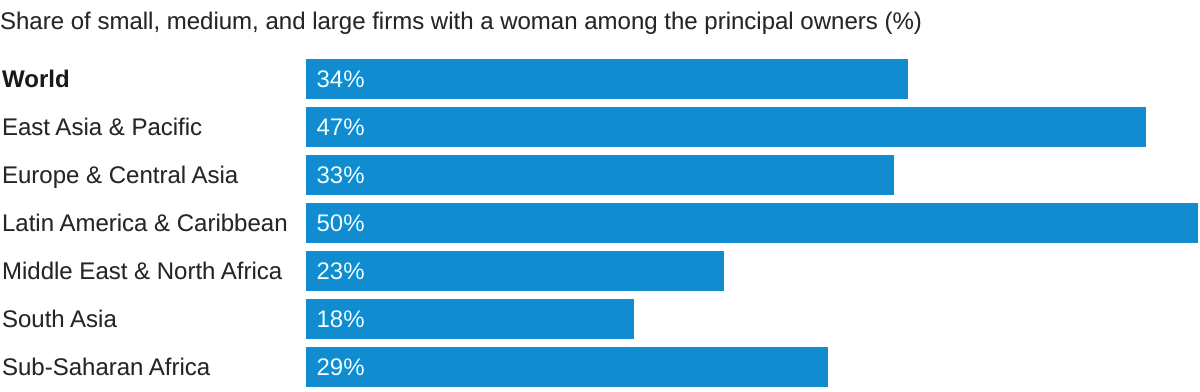 Share of small, medium, and large firms with a woman among the principal owners (%)
World 34%
East Asia & Pacific 47%
Europe & Central Asia 33%
Latin America & Caribbean 50%
Middle East & North Africa 23%
South Asia 18%
Sub-Saharan Africa 29%